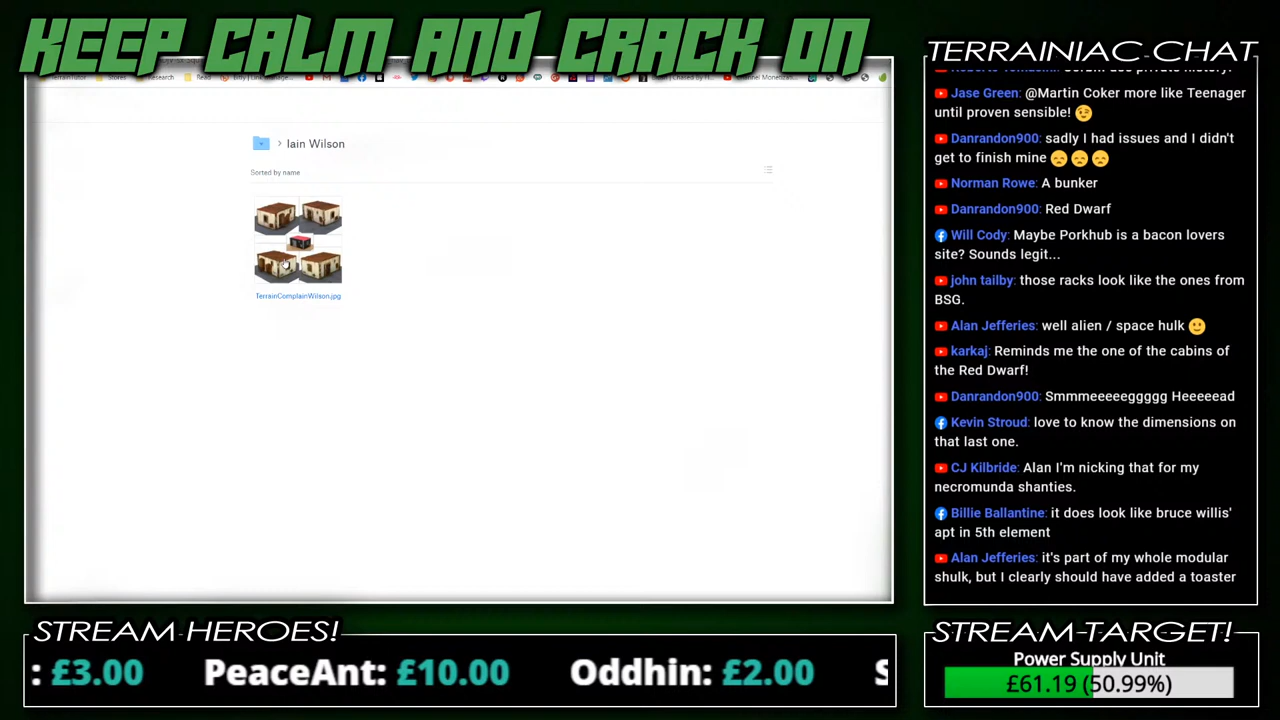 KEEP CALM AND CRACK ON
TERRAINIAC CHAT
Stores
Research
Read
Iain Wilson
Sorted by name
TerrainComplainWilson.jpg
Jase Green: @Martin Coker more like Teenager
until proven sensible!
Danrandon900: sadly I had issues and I didn't
get to finish mine
Norman Rowe: A bunker
Danrandon900: Red Dwarf
Will Cody: Maybe Porkhub is a bacon lovers
site? Sounds legit...
john tailby: those racks look like the ones from
BSG.
Alan Jefferies: well alien / space hulk
karkaj: Reminds me the one of the cabins of
the Red Dwarf!
Danrandon900: Smmmeeeeeggggg Heeeeead
Kevin Stroud: love to know the dimensions on
that last one.
CJ Kilbride: Alan I'm nicking that for my
necromunda shanties.
Billie Ballantine: it does look like bruce willis'
apt in 5th element
Alan Jefferies: it's part of my whole modular
shulk, but I clearly should have added a toaster
STREAM HEROES!
: £3.00 PeaceAnt: £10.00 Oddhin: £2.00 S
STREAM TARGET!
Power Supply Unit
£61.19 (50.99%)